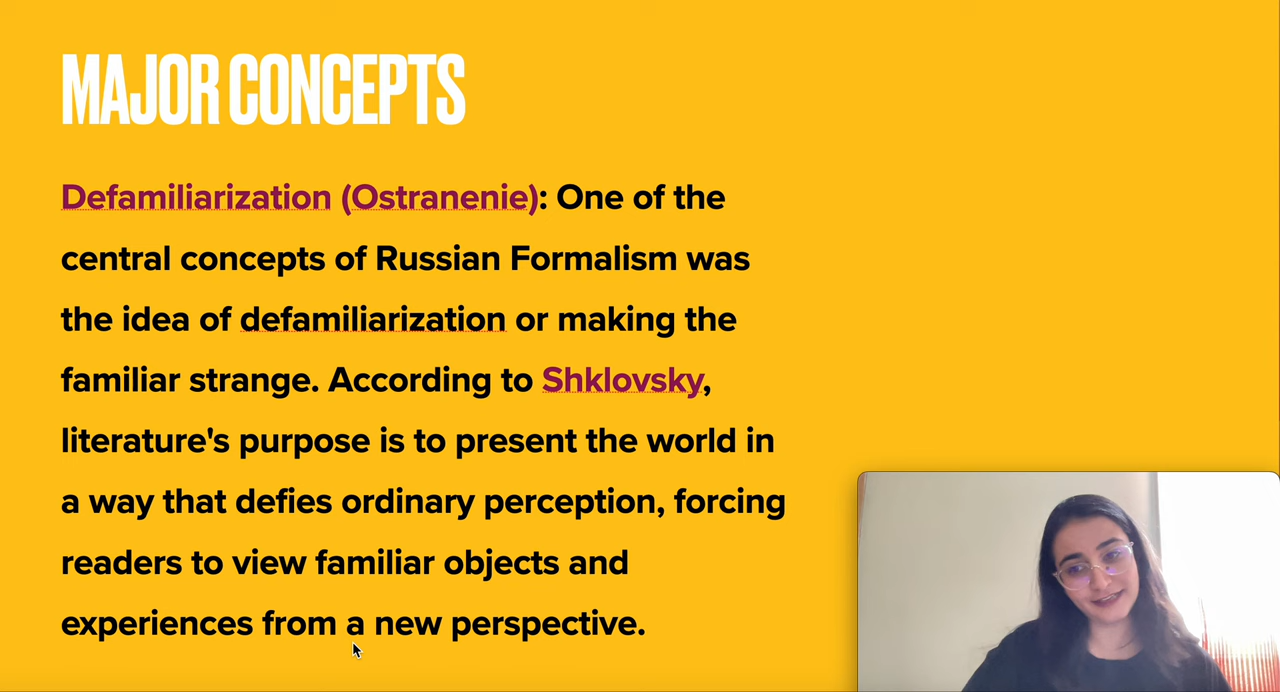 MAJOR CONCEPTS
Defamiliarization (Ostranenie): One of the
central concepts of Russian Formalism was
the idea of defamiliarization or making the
familiar strange. According to Shklovsky,
literature's purpose is to present the world in
a way that defies ordinary perception, forcing
readers to view familiar objects and
experiences from a new perspective.